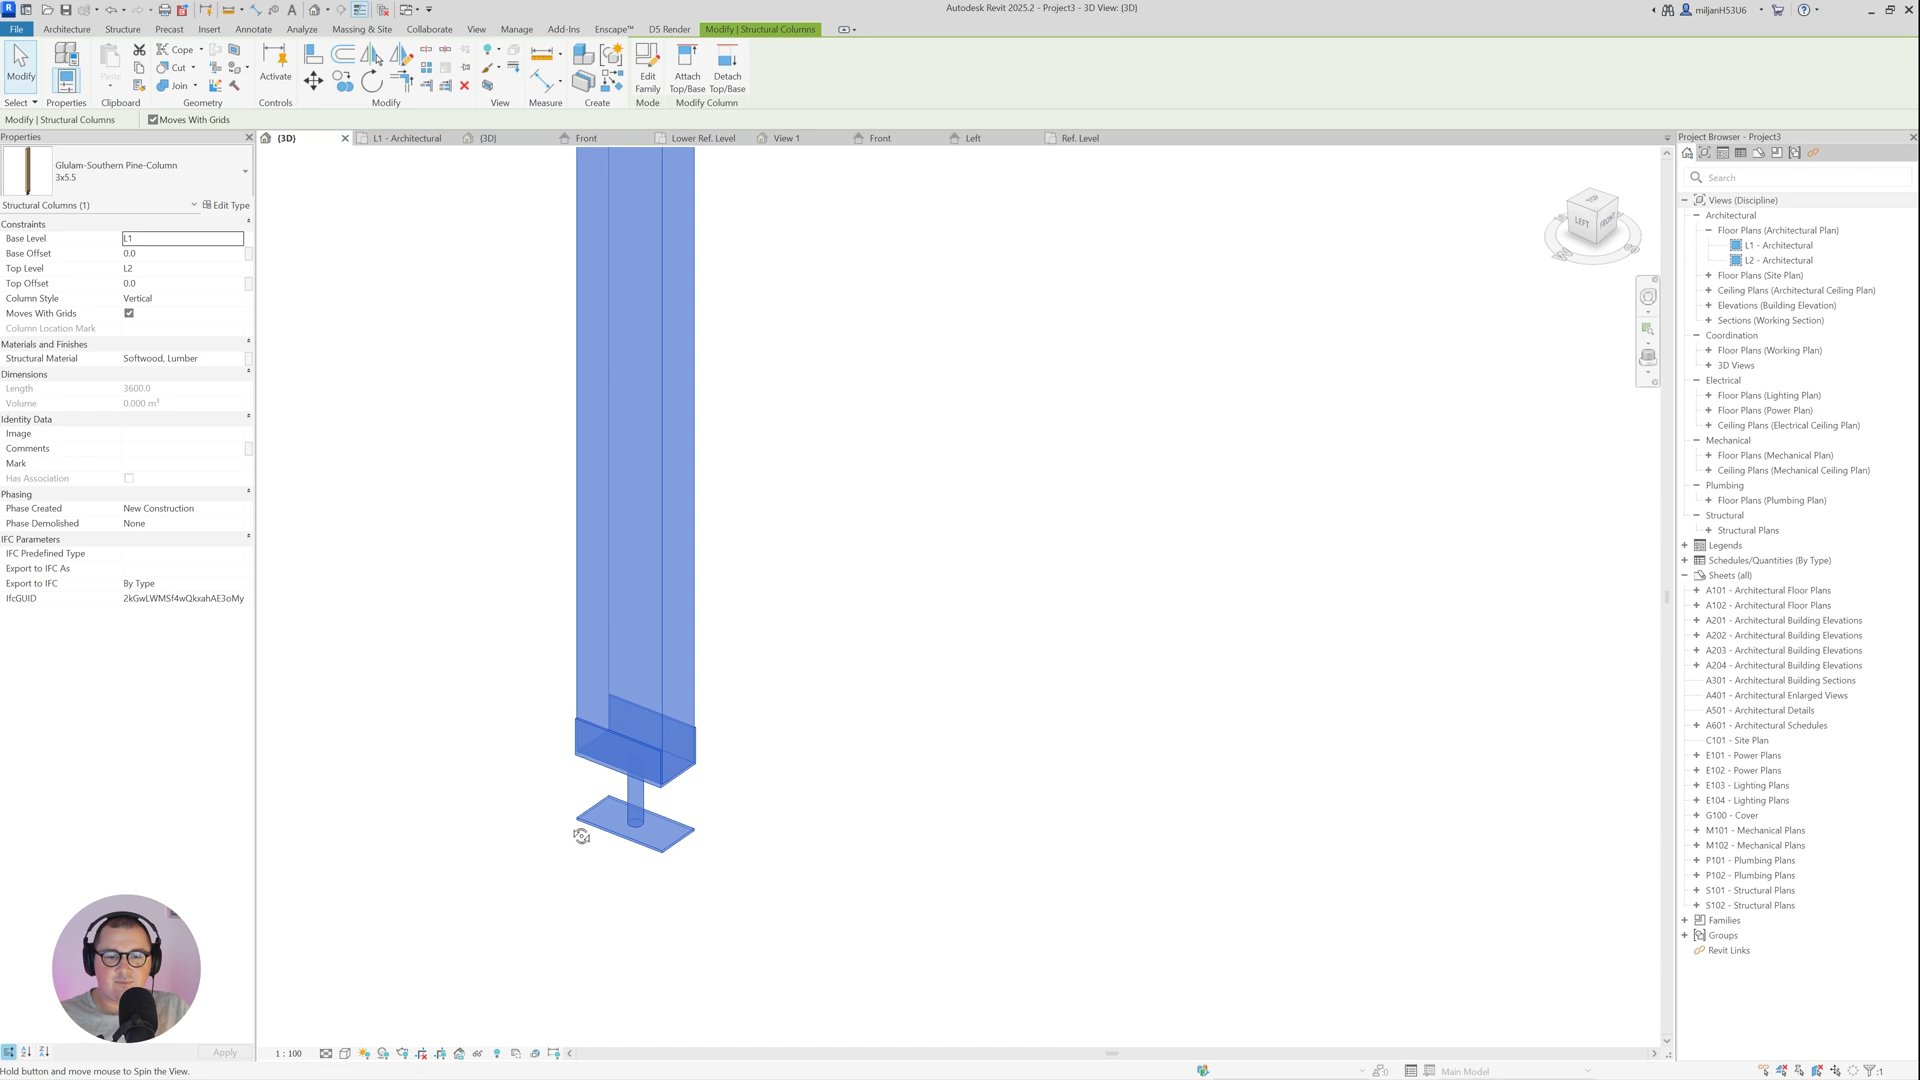 Autodesk Revit 2025.2 - Project3 - 3D View: {3D}
miljanH53U6
File Architecture Structure Precast Insert Annotate Analyze Massing & Site Collaborate View Manage Add-Ins Enscape™ D5 Render Modify | Structural Columns
Modify
Paste
Cope
Cut
Join
Activate
Edit Family
Attach Top/Base
Detach Top/Base
Select Properties Clipboard Geometry Controls Modify View Measure Create Mode Modify Column
Modify | Structural Columns Moves With Grids
Properties
{3D} L1 - Architectural {3D} Front Lower Ref. Level View 1 Front Left Ref. Level
Glulam-Southern Pine-Column
3x5.5
Structural Columns (1) Edit Type
Constraints
Base Level L1
Base Offset 0.0
Top Level L2
Top Offset 0.0
Column Style Vertical
Moves With Grids
Column Location Mark
Materials and Finishes
Structural Material Softwood, Lumber
Dimensions
Length 3600.0
Volume 0.000 m³
Identity Data
Image
Comments
Mark
Has Association
Phasing
Phase Created New Construction
Phase Demolished None
IFC Parameters
IFC Predefined Type
Export to IFC As
Export to IFC By Type
IfcGUID 2kGwLWMSf4wQkxahAE3oMy
Apply
TOP
LEFT
FRONT
Project Browser - Project3
Search
Views (Discipline)
Architectural
Floor Plans (Architectural Plan)
L1 - Architectural
L2 - Architectural
Floor Plans (Site Plan)
Ceiling Plans (Architectural Ceiling Plan)
Elevations (Building Elevation)
Sections (Working Section)
Coordination
Floor Plans (Working Plan)
3D Views
Electrical
Floor Plans (Lighting Plan)
Floor Plans (Power Plan)
Ceiling Plans (Electrical Ceiling Plan)
Mechanical
Floor Plans (Mechanical Plan)
Ceiling Plans (Mechanical Ceiling Plan)
Plumbing
Floor Plans (Plumbing Plan)
Structural
Structural Plans
Legends
Schedules/Quantities (By Type)
Sheets (all)
A101 - Architectural Floor Plans
A102 - Architectural Floor Plans
A201 - Architectural Building Elevations
A202 - Architectural Building Elevations
A203 - Architectural Building Elevations
A204 - Architectural Building Elevations
A301 - Architectural Building Sections
A401 - Architectural Enlarged Views
A501 - Architectural Details
A601 - Architectural Schedules
C101 - Site Plan
E101 - Power Plans
E102 - Power Plans
E103 - Lighting Plans
E104 - Lighting Plans
G100 - Cover
M101 - Mechanical Plans
M102 - Mechanical Plans
P101 - Plumbing Plans
P102 - Plumbing Plans
S101 - Structural Plans
S102 - Structural Plans
Families
Groups
Revit Links
1 : 100
Hold button and move mouse to Spin the View.
:0
Main Model
:1